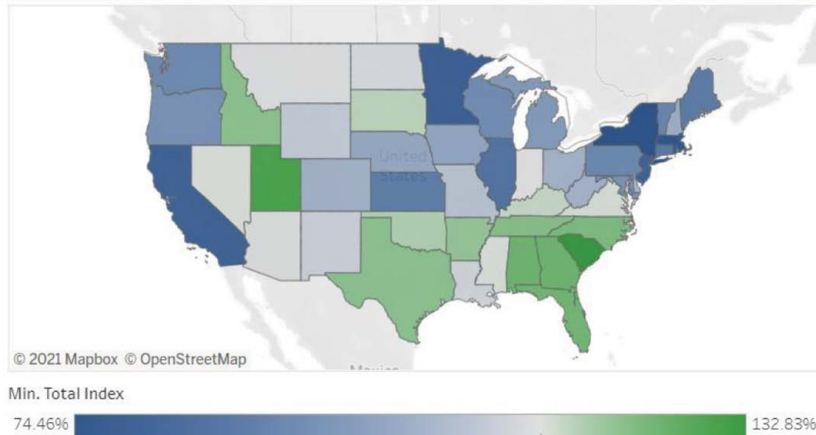 United
States
© 2021 Mapbox © OpenStreetMap
Min. Total Index
74.46% 132.83%